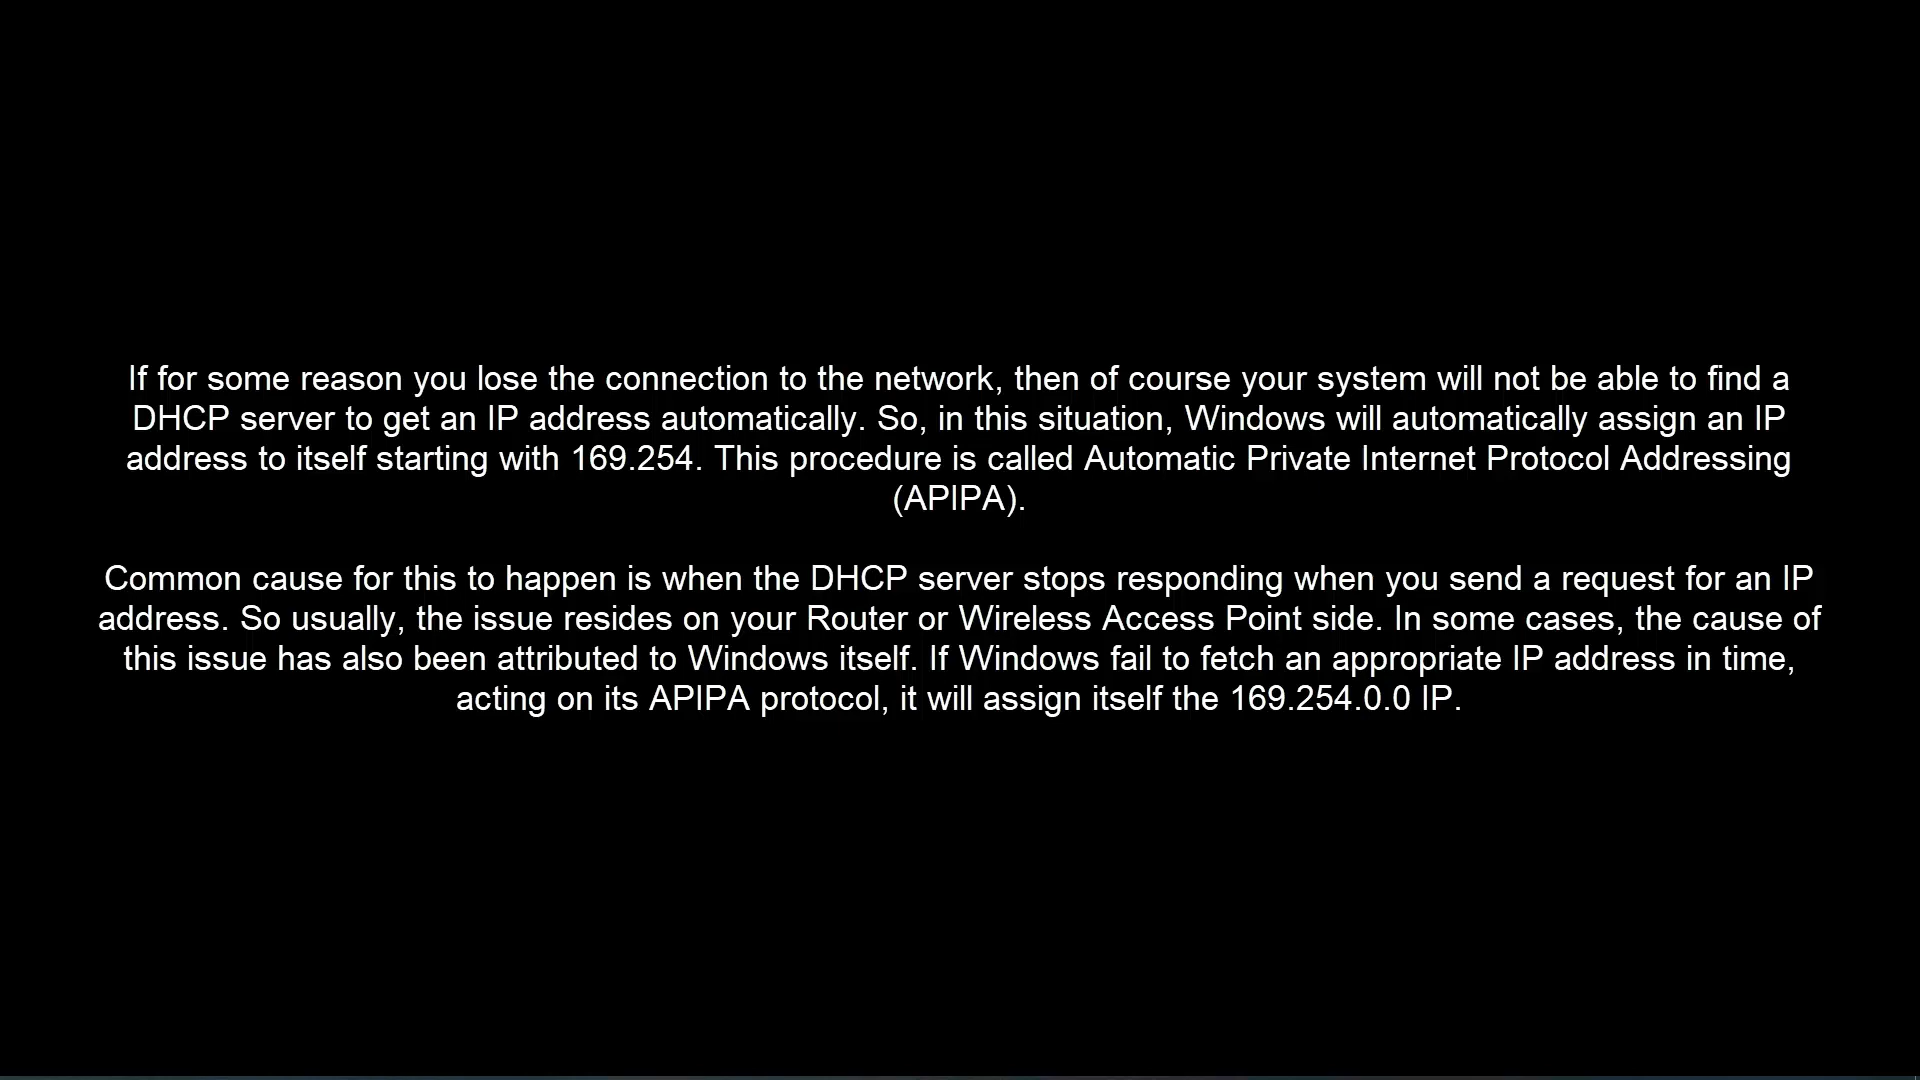 If for some reason you lose the connection to the network, then of course your system will not be able to find a
DHCP server to get an IP address automatically. So, in this situation, Windows will automatically assign an IP
address to itself starting with 169.254. This procedure is called Automatic Private Internet Protocol Addressing
(APIPA).
Common cause for this to happen is when the DHCP server stops responding when you send a request for an IP
address. So usually, the issue resides on your Router or Wireless Access Point side. In some cases, the cause of
this issue has also been attributed to Windows itself. If Windows fail to fetch an appropriate IP address in time,
acting on its APIPA protocol, it will assign itself the 169.254.0.0 IP.